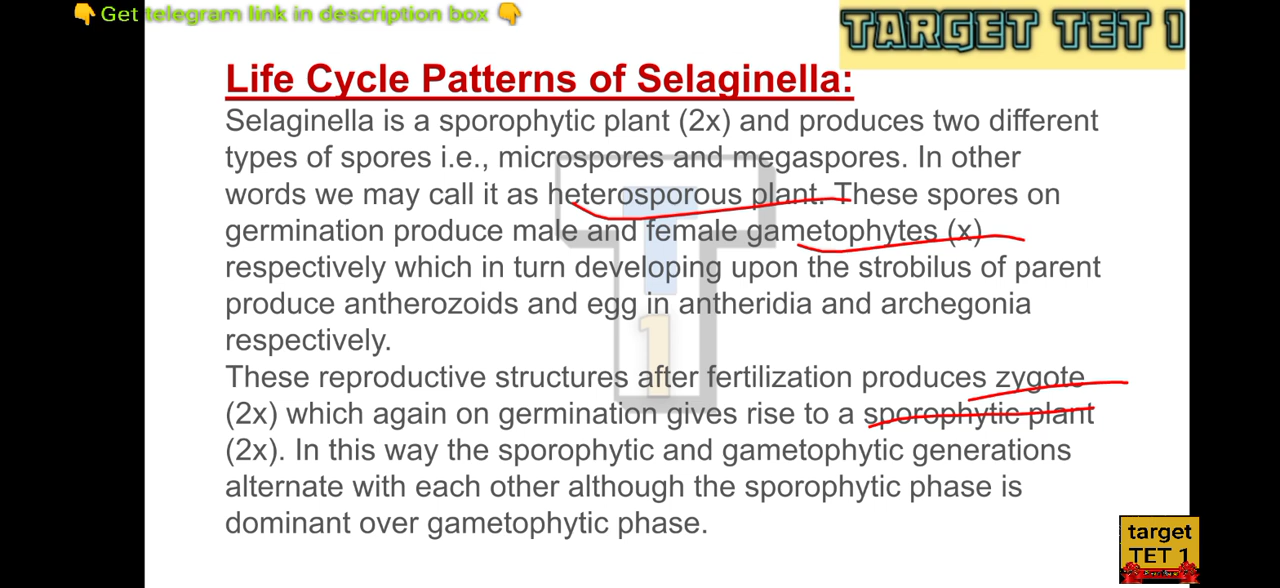 👇 Get telegram link in description box 👇
TARGET TET 1
Life Cycle Patterns of Selaginella:
Selaginella is a sporophytic plant (2x) and produces two different
types of spores i.e., microspores and megaspores. In other
words we may call it as heterosporous plant. These spores on
germination produce male and female gametophytes (x)
respectively which in turn developing upon the strobilus of parent
produce antherozoids and egg in antheridia and archegonia
respectively.
These reproductive structures after fertilization produces zygote
(2x) which again on germination gives rise to a sporophytic plant
(2x). In this way the sporophytic and gametophytic generations
alternate with each other although the sporophytic phase is
dominant over gametophytic phase.
T
1
target
TET 1